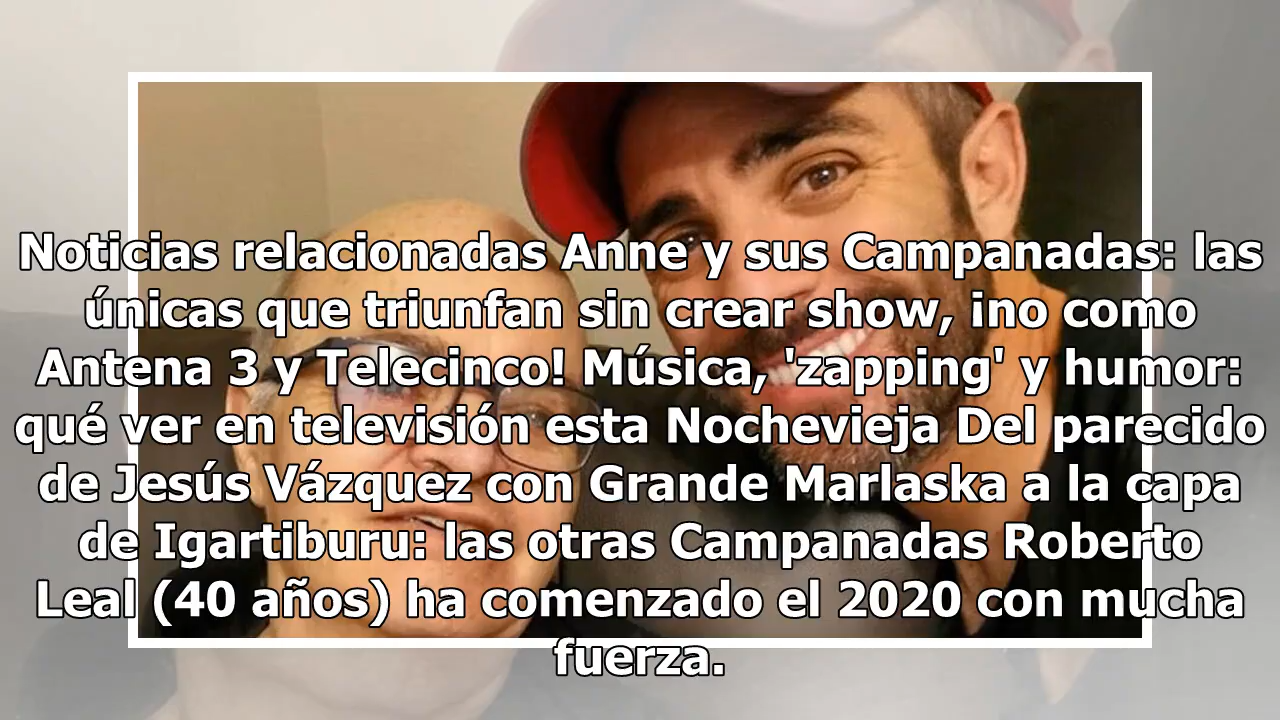 Noticias relacionadas Anne y sus Campanadas: las
únicas que triunfan sin crear show, ¡no como
Antena 3 y Telecinco! Música, 'zapping' y humor:
qué ver en televisión esta Nochevieja Del parecido
de Jesús Vázquez con Grande Marlaska a la capa
de Igartiburu: las otras Campanadas Roberto
Leal (40 años) ha comenzado el 2020 con mucha
fuerza.